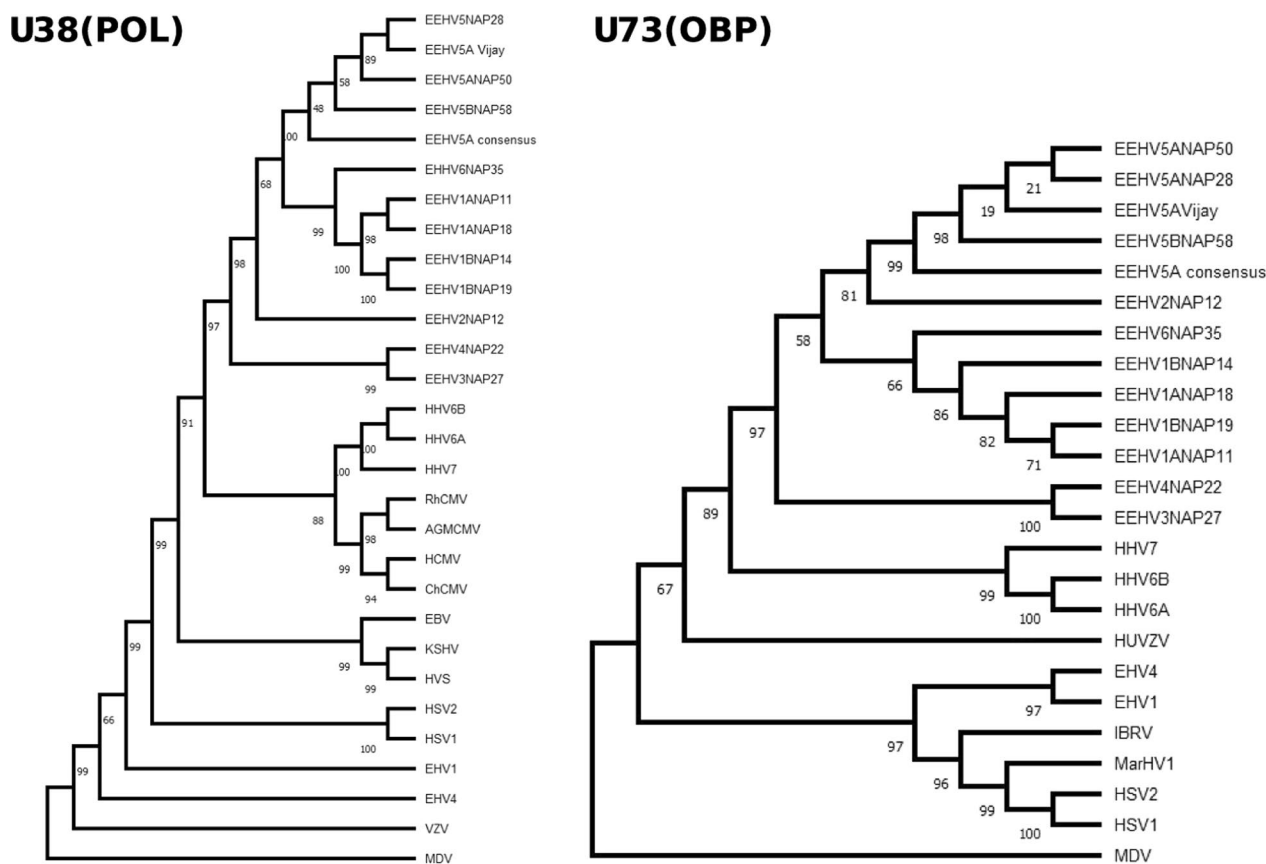 U38(POL)
EEHV5NAP28
EEHV5A Vijay
89
EEHV5ANAP50
58
EEHV5BNAP58
48
EEHV5A consensus
00
EHHV6NAP35
68
EEHV1ANAP11
EEHV1ANAP18
99
98
EEHV1BNAP14
98
100
EEHV1BNAP19
100
EEHV2NAP12
97
EEHV4NAP22
EEHV3NAP27
99
HHV6B
91
HHV6A
00
HHV7
00
RhCMV
88
AGMCMV
98
HCMV
99
99
ChCMV
94
EBV
99
KSHV
99
HVS
99
HSV2
66
HSV1
100
EHV1
99
EHV4
VZV
MDV
U73(OBP)
EEHV5ANAP50
EEHV5ANAP28
21
EEHV5AVijay
19
EEHV5BNAP58
98
EEHV5A consensus
99
EEHV2NAP12
81
EEHV6NAP35
58
EEHV1BNAP14
66
EEHV1ANAP18
86
EEHV1BNAP19
97
82
EEHV1ANAP11
71
EEHV4NAP22
89
EEHV3NAP27
100
HHV7
HHV6B
67
99
HHV6A
100
HUVZV
EHV4
EHV1
97
IBRV
97
MarHV1
96
HSV2
99
HSV1
100
MDV